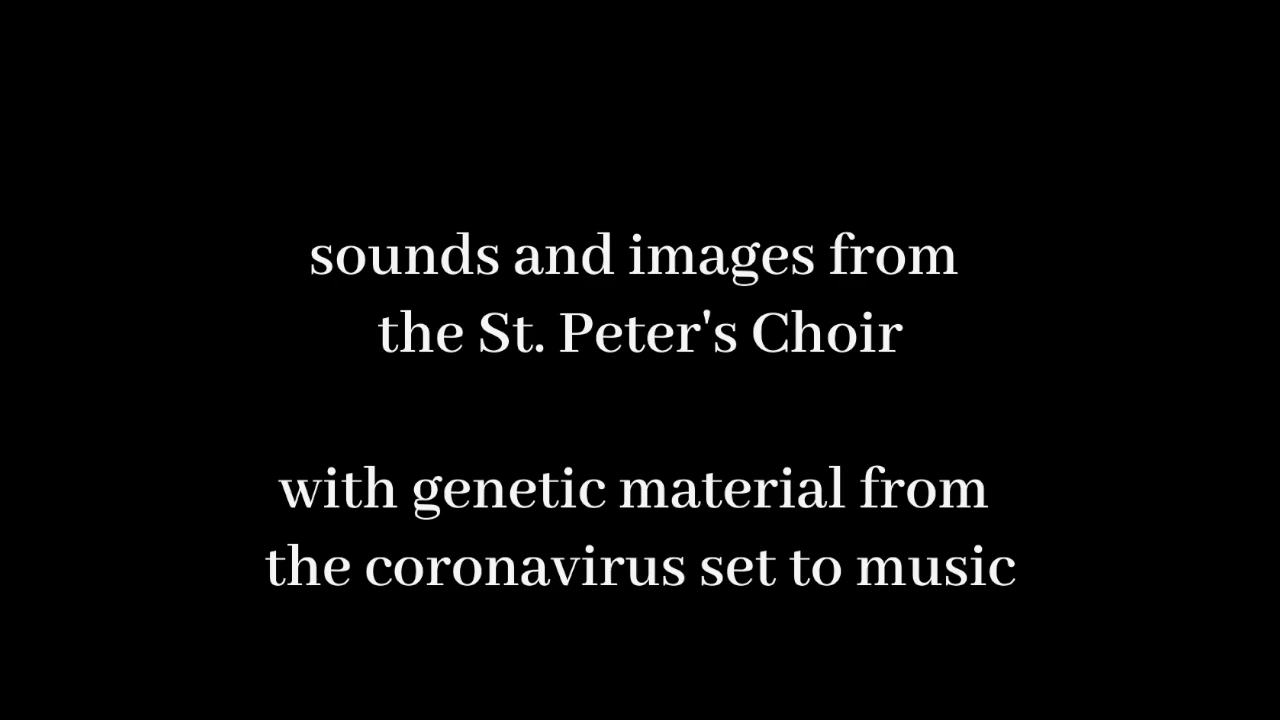 sounds and images from
the St. Peter's Choir
with genetic material from
the coronavirus set to music